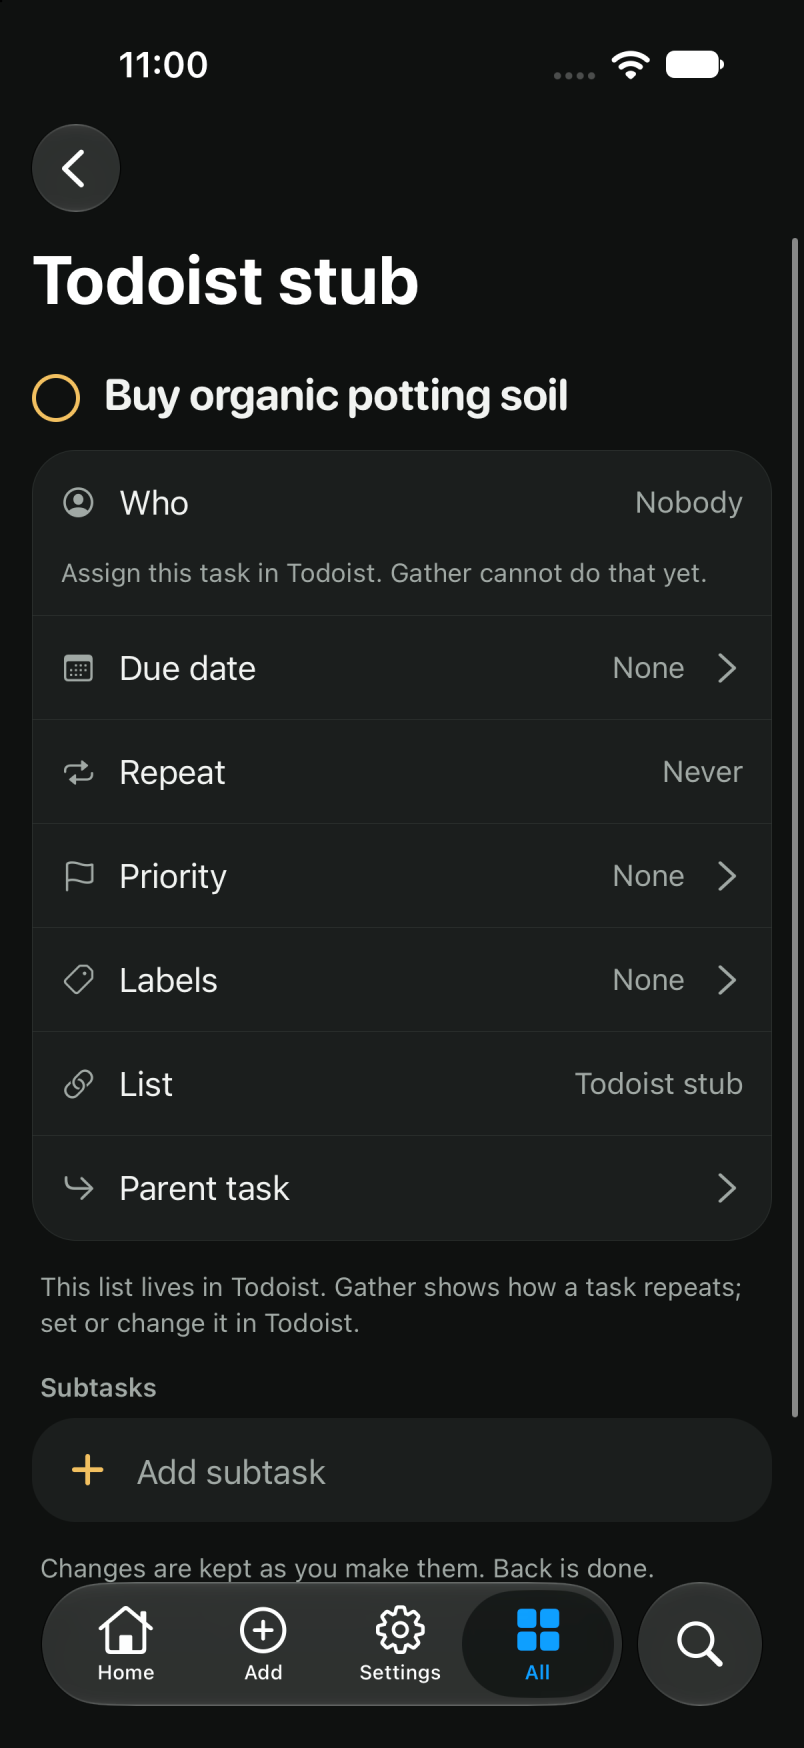 11:00
Todoist stub
Buy organic potting soil
Who
Nobody
Assign this task in Todoist. Gather cannot do that yet.
Due date
None
Repeat
Never
Priority
None
Labels
None
List
Todoist stub
Parent task
This list lives in Todoist. Gather shows how a task repeats;
set or change it in Todoist.
Subtasks
Add subtask
Changes are kept as you make them. Back is done.
Home
Add
Settings
All